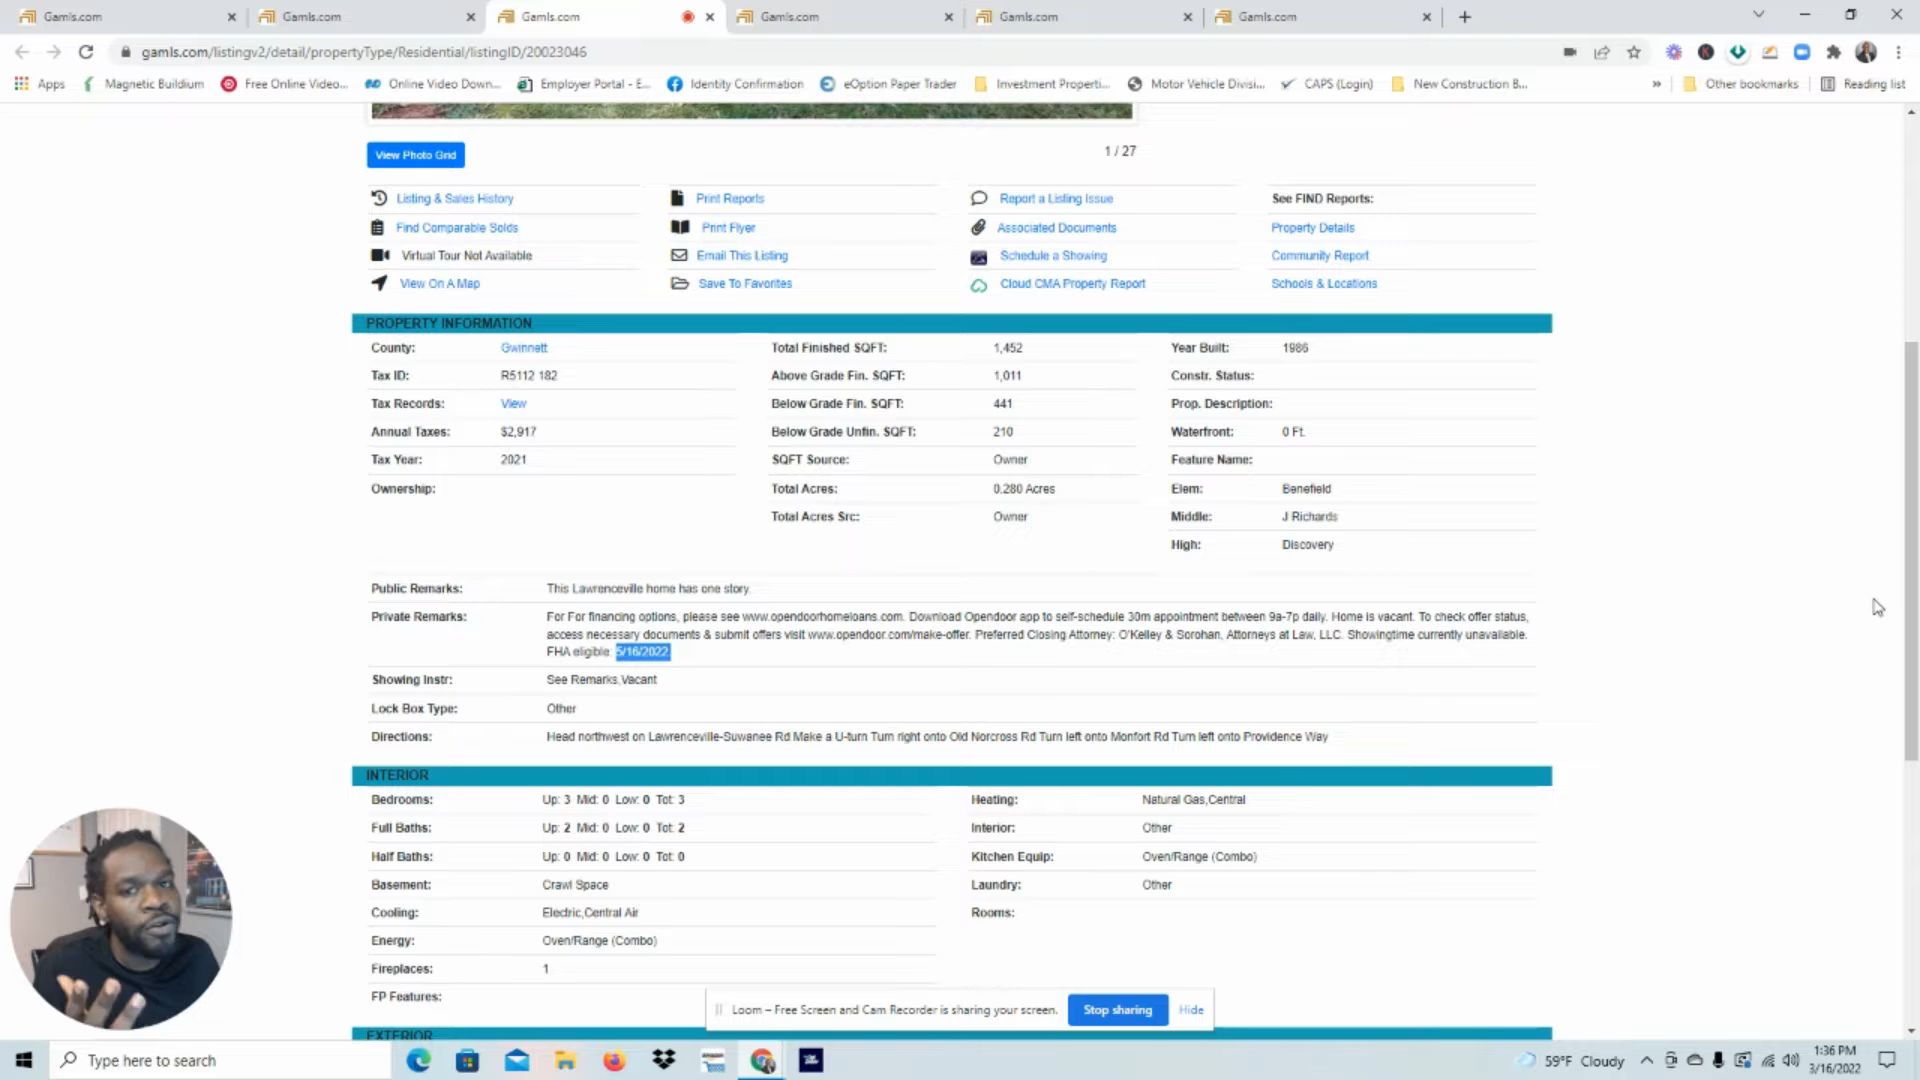 Gamls.com
Gamls.com
Gamls.com
Gamls.com
Gamls.com
Gamls.com
gamls.com/listingv2/detail/propertyType/Residential/listingID/20023046
Apps
Magnetic Buildium
Free Online Video...
Online Video Down...
Employer Portal - E...
Identity Confirmation
eOption Paper Trader
Investment Properti...
Motor Vehicle Divisi...
CAPS (Login)
New Construction B...
»
Other bookmarks
Reading list
View Photo Grid
1 / 27
Listing & Sales History
Print Reports
Report a Listing Issue
See FIND Reports:
Find Comparable Solds
Print Flyer
Associated Documents
Property Details
Virtual Tour Not Available
Email This Listing
Schedule a Showing
Community Report
View On A Map
Save To Favorites
Cloud CMA Property Report
Schools & Locations
PROPERTY INFORMATION
County: Gwinnett
Total Finished SQFT: 1,452
Year Built: 1986
Tax ID: R5112 182
Above Grade Fin. SQFT: 1,011
Constr. Status:
Tax Records: View
Below Grade Fin. SQFT: 441
Prop. Description:
Annual Taxes: $2,917
Below Grade Unfin. SQFT: 210
Waterfront: 0 Ft.
Tax Year: 2021
SQFT Source: Owner
Feature Name:
Ownership:
Total Acres: 0.280 Acres
Elem: Benefield
Total Acres Src: Owner
Middle: J Richards
High: Discovery
Public Remarks: This Lawrenceville home has one story.
Private Remarks: For For financing options, please see www.opendoorhomeloans.com. Download Opendoor app to self-schedule 30m appointment between 9a-7p daily. Home is vacant. To check offer status,
access necessary documents & submit offers visit www.opendoor.com/make-offer. Preferred Closing Attorney: O'Kelley & Sorohan, Attorneys at Law, LLC. Showingtime currently unavailable.
FHA eligible: 5/16/2022.
Showing Instr: See Remarks,Vacant
Lock Box Type: Other
Directions: Head northwest on Lawrenceville-Suwanee Rd Make a U-turn Turn right onto Old Norcross Rd Turn left onto Monfort Rd Turn left onto Providence Way
INTERIOR
Bedrooms: Up: 3 Mid: 0 Low: 0 Tot: 3
Heating: Natural Gas,Central
Full Baths: Up: 2 Mid: 0 Low: 0 Tot: 2
Interior: Other
Half Baths: Up: 0 Mid: 0 Low: 0 Tot: 0
Kitchen Equip: Oven/Range (Combo)
Basement: Crawl Space
Laundry: Other
Cooling: Electric,Central Air
Rooms:
Energy: Oven/Range (Combo)
Fireplaces: 1
FP Features:
Loom – Free Screen and Cam Recorder is sharing your screen.
Stop sharing
Hide
EXTERIOR
Type here to search
59°F Cloudy
1:36 PM
3/16/2022